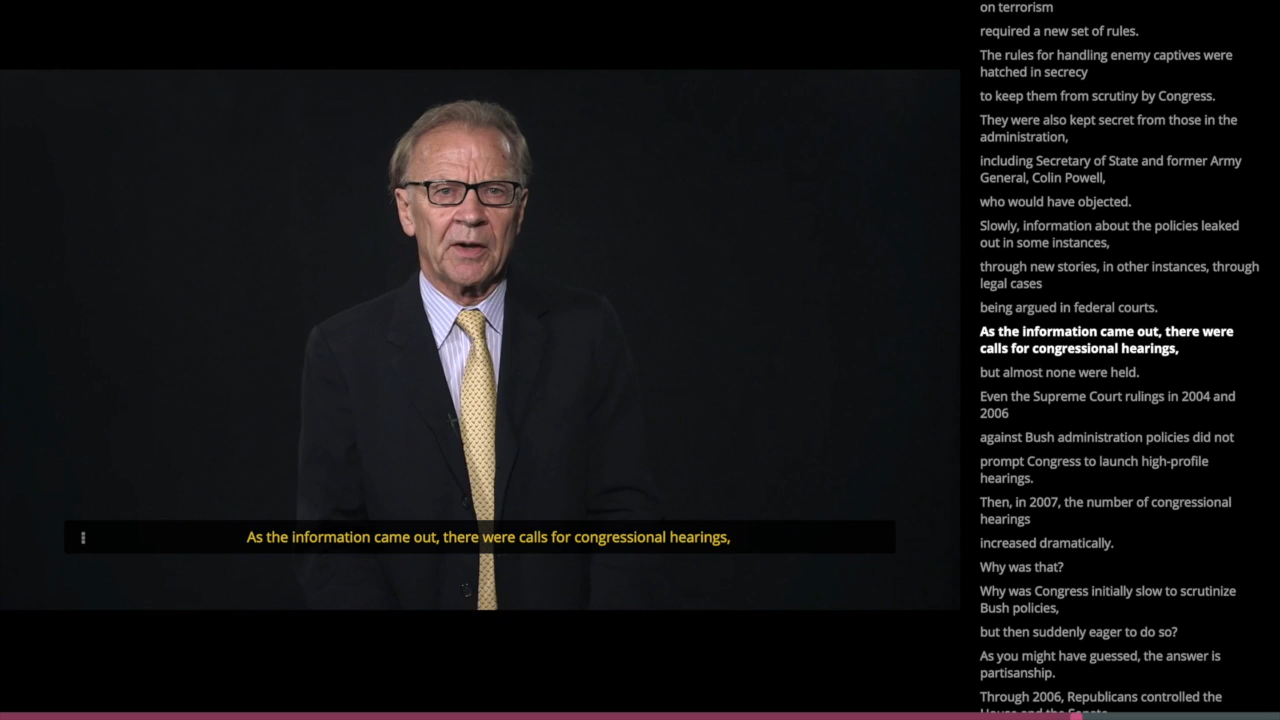 on terrorism
required a new set of rules.
The rules for handling enemy captives were
hatched in secrecy
to keep them from scrutiny by Congress.
They were also kept secret from those in the
administration,
including Secretary of State and former Army
General, Colin Powell,
who would have objected.
Slowly, information about the policies leaked
out in some instances,
through new stories, in other instances, through
legal cases
being argued in federal courts.
As the information came out, there were
calls for congressional hearings,
but almost none were held.
Even the Supreme Court rulings in 2004 and
2006
against Bush administration policies did not
prompt Congress to launch high-profile
hearings.
Then, in 2007, the number of congressional
hearings
increased dramatically.
Why was that?
Why was Congress initially slow to scrutinize
Bush policies,
but then suddenly eager to do so?
As you might have guessed, the answer is
partisanship.
Through 2006, Republicans controlled the
House and the Senate
As the information came out, there were calls for congressional hearings,